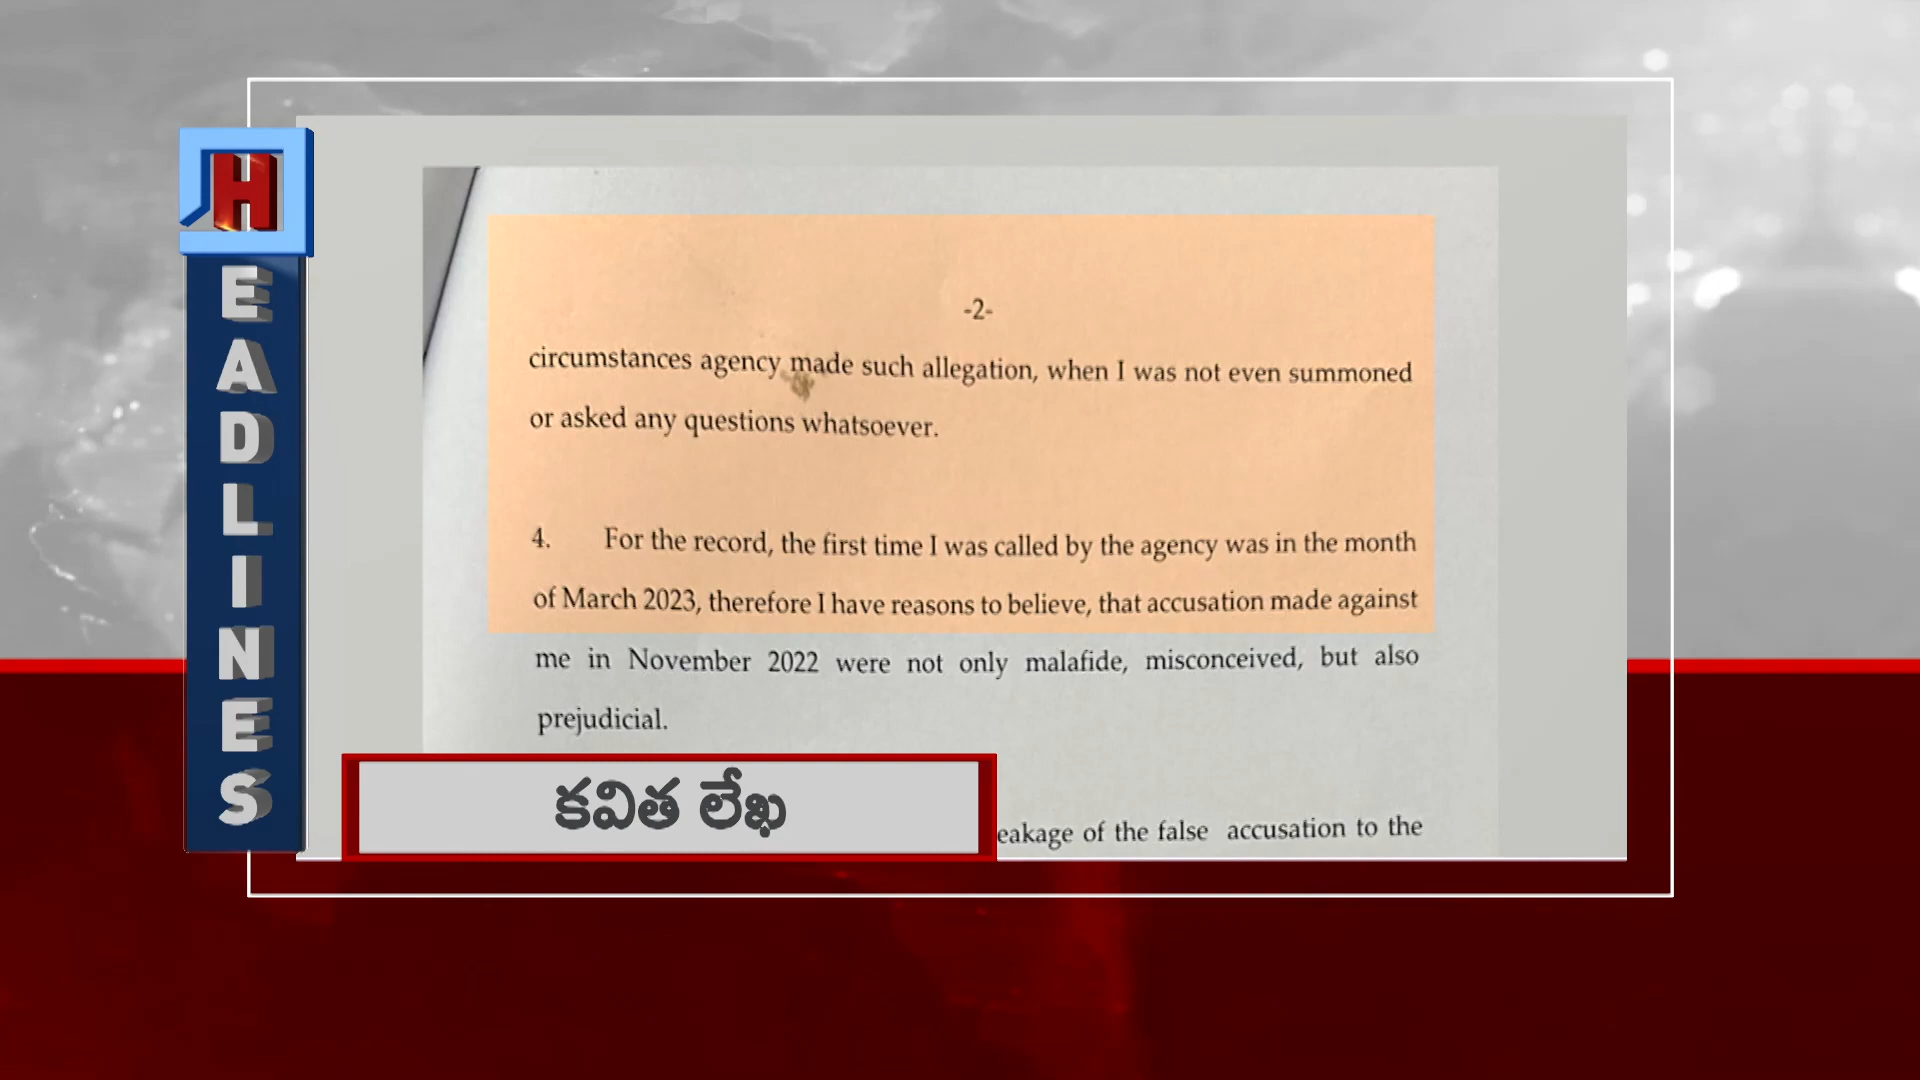 HEADLINES
-2-
circumstances agency made such allegation, when I was not even summoned
or asked any questions whatsoever.
4. For the record, the first time I was called by the agency was in the month
of March 2023, therefore I have reasons to believe, that accusation made against
me in November 2022 were not only malafide, misconceived, but also
prejudicial.
eakage of the false accusation to the
కవిత లేఖ